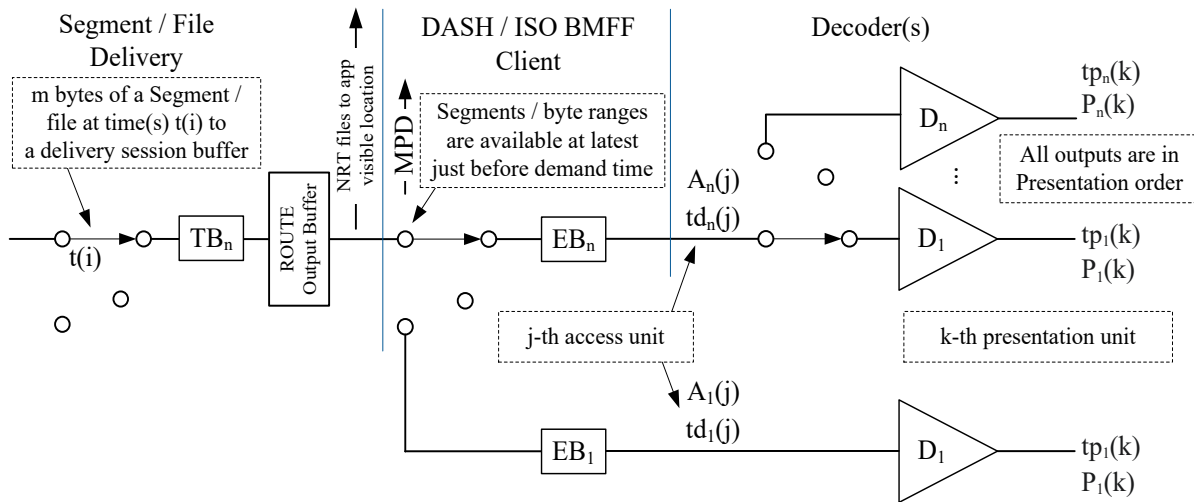 Segment / File
Delivery
DASH / ISO BMFF
Client
Decoder(s)
m bytes of a Segment /
file at time(s) t(i) to
a delivery session buffer
NRT files to app
visible location
MPD
Segments / byte ranges
are available at latest
just before demand time
Dₙ
tpₙ(k)
Pₙ(k)
...
All outputs are in
Presentation order
t(i)
TBₙ
ROUTE
Output Buffer
EBₙ
Aₙ(j)
tdₙ(j)
D₁
tp₁(k)
P₁(k)
j-th access unit
k-th presentation unit
A₁(j)
td₁(j)
EB₁
D₁
tp₁(k)
P₁(k)